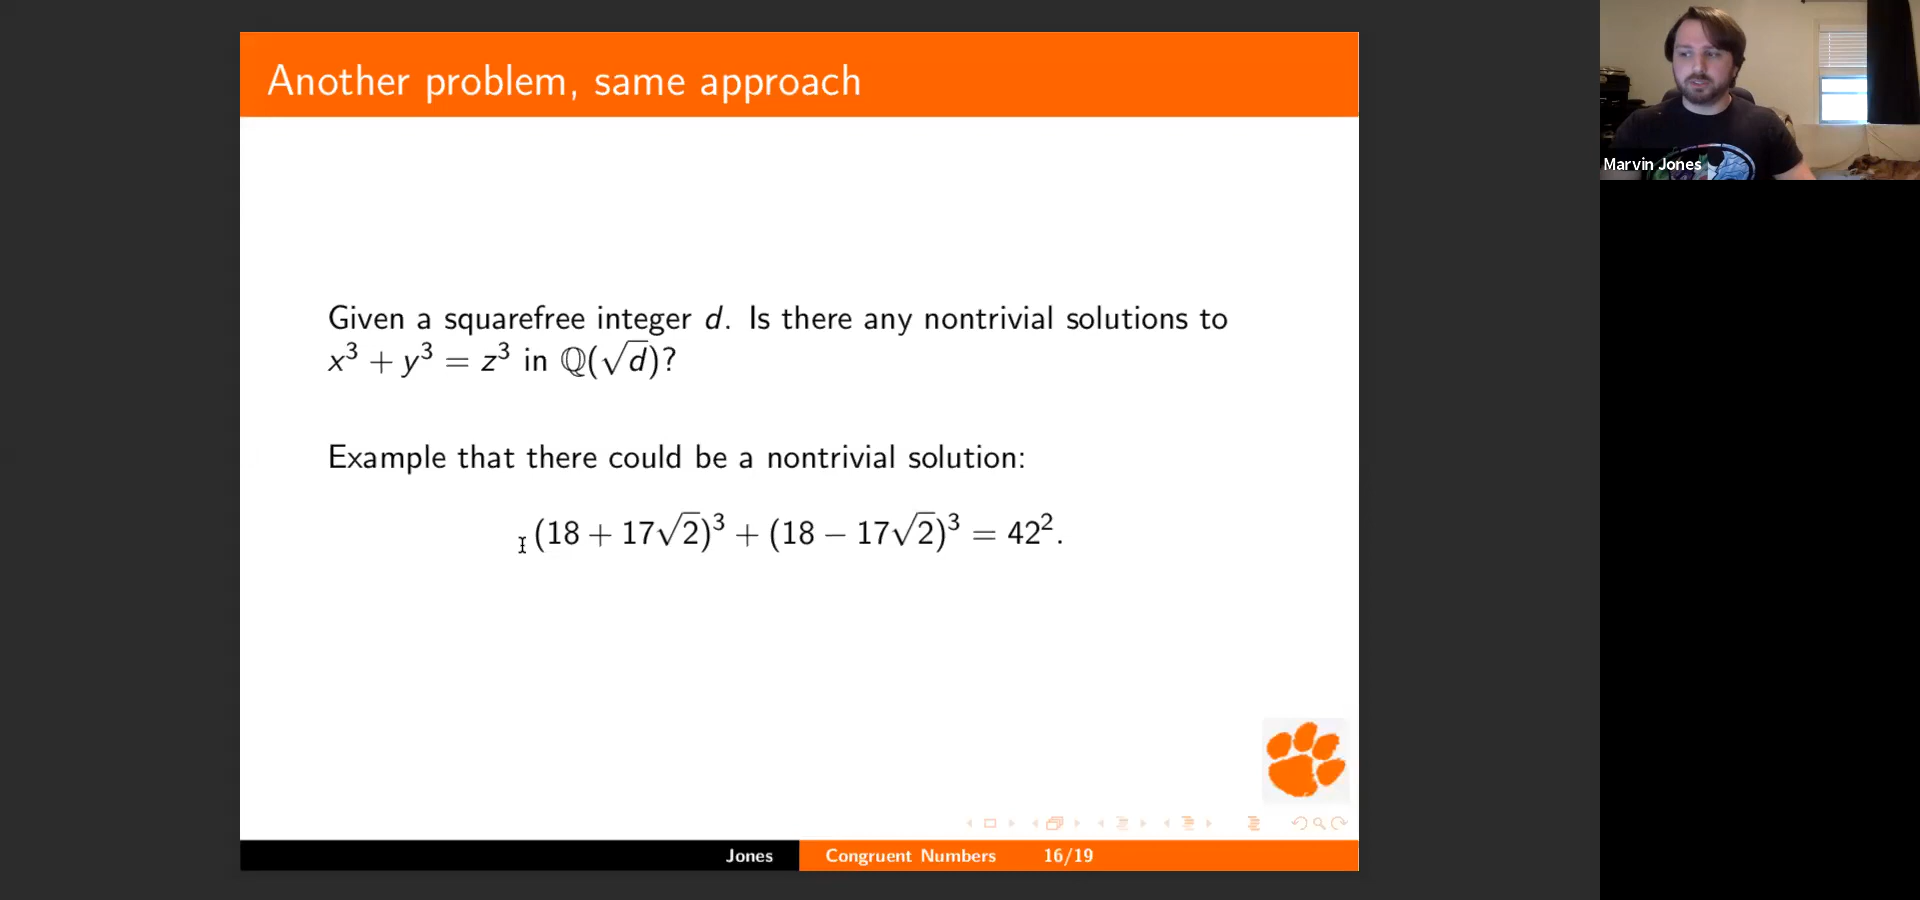 Another problem, same approach
Given a squarefree integer d. Is there any nontrivial solutions to
x³ + y³ = z³ in ℚ(√d)?
Example that there could be a nontrivial solution:
(18 + 17√2)³ + (18 − 17√2)³ = 42².
Jones Congruent Numbers 16/19
Marvin Jones